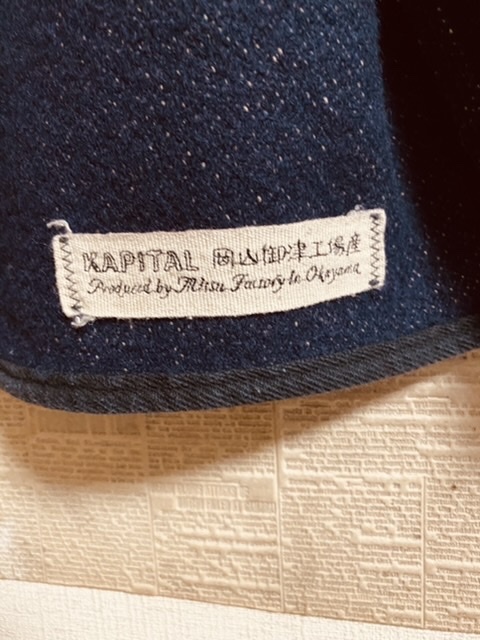 KAPITAL 岡山御津工場産
Produced by Mitsu Factory In Okayama